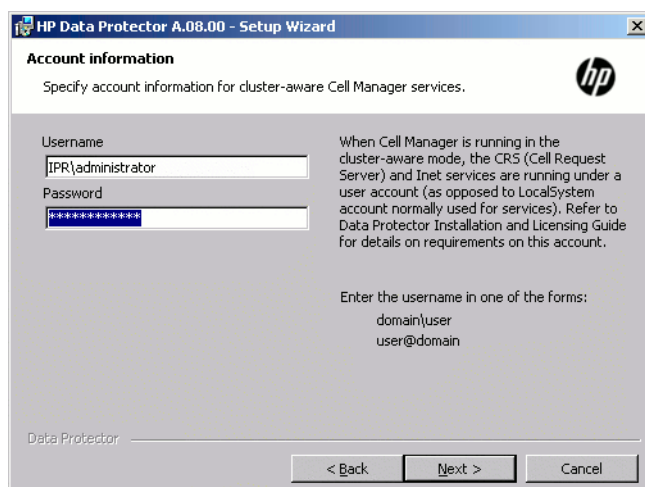 HP Data Protector A.08.00 - Setup Wizard
Account information
Specify account information for cluster-aware Cell Manager services.
hp
Username
IPR\administrator
Password
************
When Cell Manager is running in the
cluster-aware mode, the CRS (Cell Request
Server) and Inet services are running under a
user account (as opposed to LocalSystem
account normally used for services). Refer to
Data Protector Installation and Licensing Guide
for details on requirements on this account.
Enter the username in one of the forms:
domain\user
user@domain
Data Protector
< Back
Next >
Cancel